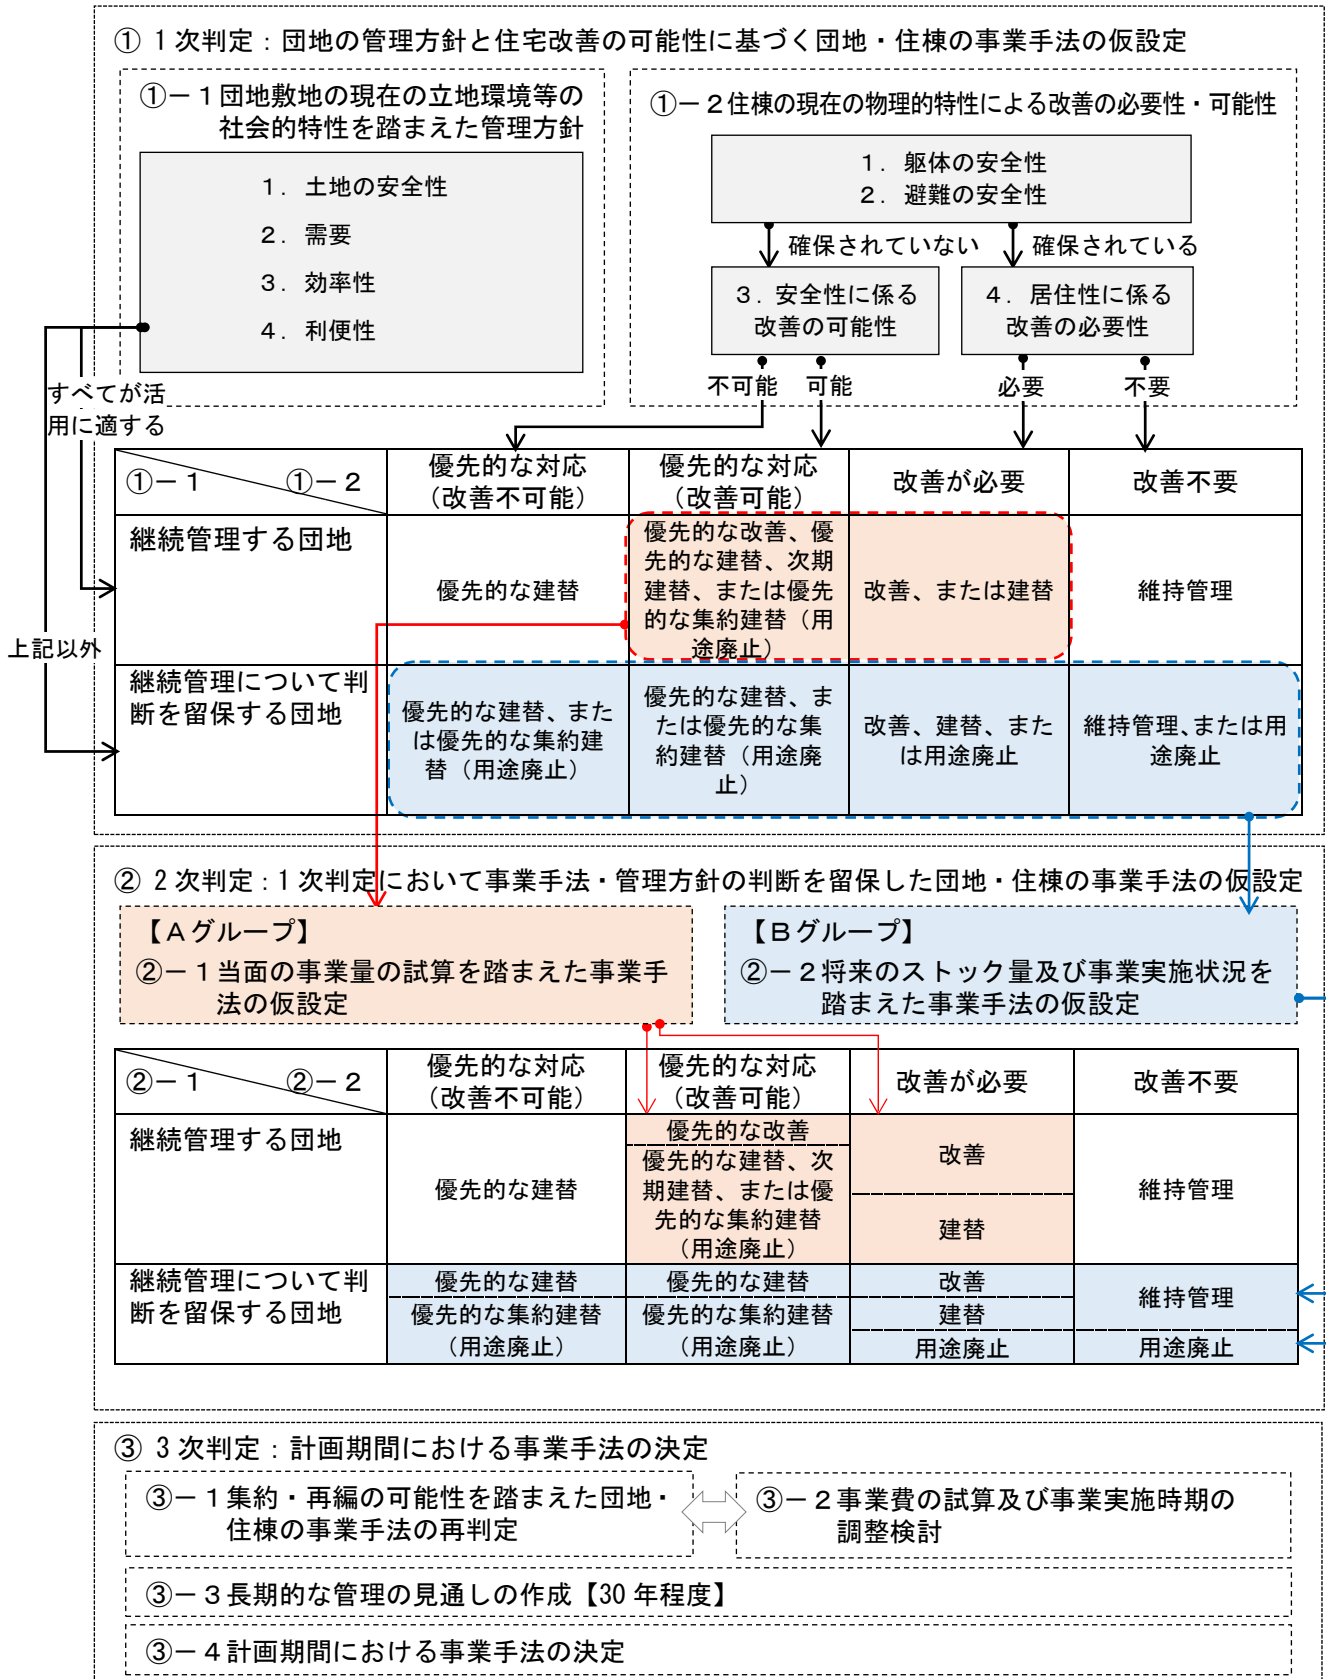 ① 1次判定：団地の管理方針と住宅改善の可能性に基づく団地・住棟の事業手法の仮設定
①－１団地敷地の現在の立地環境等の
社会的特性を踏まえた管理方針
1．土地の安全性
2．需要
3．効率性
4．利便性
①－２住棟の現在の物理的特性による改善の必要性・可能性
1．躯体の安全性
2．避難の安全性
確保されていない
確保されている
3．安全性に係る
改善の可能性
4．居住性に係る
改善の必要性
不可能
可能
必要
不要
すべてが活
用に適する
上記以外
①－１
①－２
優先的な対応
（改善不可能）
優先的な対応
（改善可能）
改善が必要
改善不要
継続管理する団地
優先的な建替
優先的な改善、優
先的な建替、次期
建替、または優先
的な集約建替（用
途廃止）
改善、または建替
維持管理
継続管理について判
断を留保する団地
優先的な建替、また
は優先的な集約建
替（用途廃止）
優先的な建替、ま
たは優先的な集
約建替（用途廃
止）
改善、建替、また
は用途廃止
維持管理、または用
途廃止
② 2次判定：1次判定において事業手法・管理方針の判断を留保した団地・住棟の事業手法の仮設定
【Ａグループ】
②－１当面の事業量の試算を踏まえた事業手
法の仮設定
【Ｂグループ】
②－２将来のストック量及び事業実施状況を
踏まえた事業手法の仮設定
②－１
②－２
優先的な対応
（改善不可能）
優先的な対応
（改善可能）
改善が必要
改善不要
継続管理する団地
優先的な建替
優先的な改善
優先的な建替、次
期建替、または優
先的な集約建替
（用途廃止）
改善
建替
維持管理
継続管理について判
断を留保する団地
優先的な建替
優先的な集約建替
（用途廃止）
優先的な建替
優先的な集約建替
（用途廃止）
改善
建替
用途廃止
維持管理
用途廃止
③ 3次判定：計画期間における事業手法の決定
③－１集約・再編の可能性を踏まえた団地・
住棟の事業手法の再判定
③－２事業費の試算及び事業実施時期の
調整検討
③－３長期的な管理の見通しの作成【30年程度】
③－４計画期間における事業手法の決定